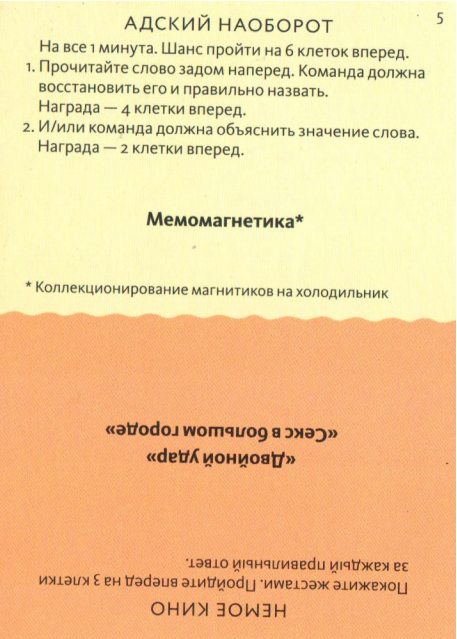 АДСКИЙ НАОБОРОТ
5
На все 1 минута. Шанс пройти на 6 клеток вперед.
1. Прочитайте слово задом наперед. Команда должна
восстановить его и правильно назвать.
Награда — 4 клетки вперед.
2. И/или команда должна объяснить значение слова.
Награда — 2 клетки вперед.
Мемомагнетика*
* Коллекционирование магнитиков на холодильник
НЕМОЕ КИНО
Покажите жестами. Пройдите вперед на 3 клетки
за каждый правильный ответ.
«Двойной удар»
«Секс в большом городе»